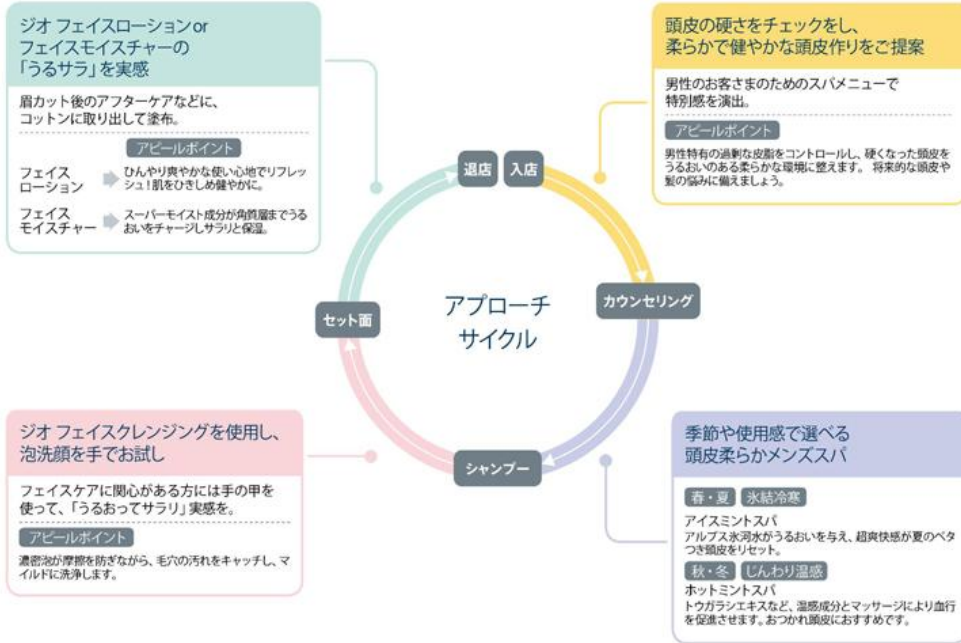 ジオ フェイスローションor
フェイスモイスチャーの
「うるサラ」を実感
眉カット後のアフターケアなどに、
コットンに取り出して塗布。
アピールポイント
フェイス
ローション
ひんやり爽やかな使い心地でリフレッ
シュ!肌をひきしめ健やかに。
フェイス
モイスチャー
スーパーモイスト成分が角質層までうる
おいをチャージしサラリと保湿。
頭皮の硬さをチェックをし、
柔らかで健やかな頭皮作りをご提案
男性のお客さまのためのスパメニューで
特別感を演出。
アピールポイント
男性特有の過剰な皮脂をコントロールし、硬くなった頭皮を
うるおいのある柔らかな環境に整えます。 将来的な頭皮や
髪の悩みに備えましょう。
退店
入店
カウンセリング
セット面
シャンプー
アプローチ
サイクル
ジオ フェイスクレンジングを使用し、
泡洗顔を手でお試し
フェイスケアに関心がある方には手の甲を
使って、「うるおってサラリ」実感を。
アピールポイント
濃密泡が摩擦を防ぎながら、毛穴の汚れをキャッチし、マ
イルドに洗浄します。
季節や使用感で選べる
頭皮柔らかメンズスパ
春・夏 氷結冷寒
アイスミントスパ
アルプス氷河水がうるおいを与え、超爽快感が夏のベタ
つき頭皮をリセット。
秋・冬 じんわり温感
ホットミントスパ
トウガラシエキスなど、温感成分とマッサージにより血行
を促進させます。おつかれ頭皮におすすめです。